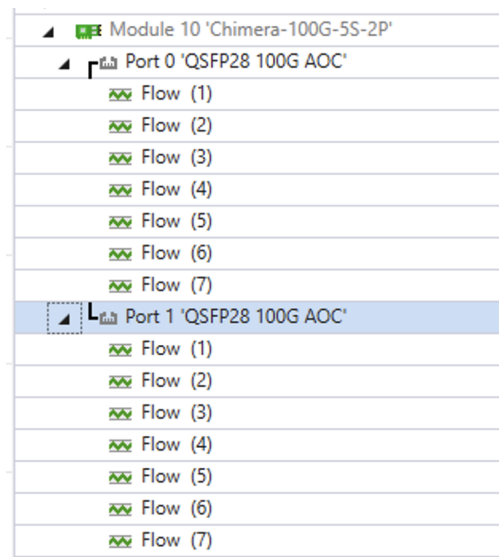 Module 10 'Chimera-100G-5S-2P'
Port 0 'QSFP28 100G AOC'
Flow (1)
Flow (2)
Flow (3)
Flow (4)
Flow (5)
Flow (6)
Flow (7)
Port 1 'QSFP28 100G AOC'
Flow (1)
Flow (2)
Flow (3)
Flow (4)
Flow (5)
Flow (6)
Flow (7)